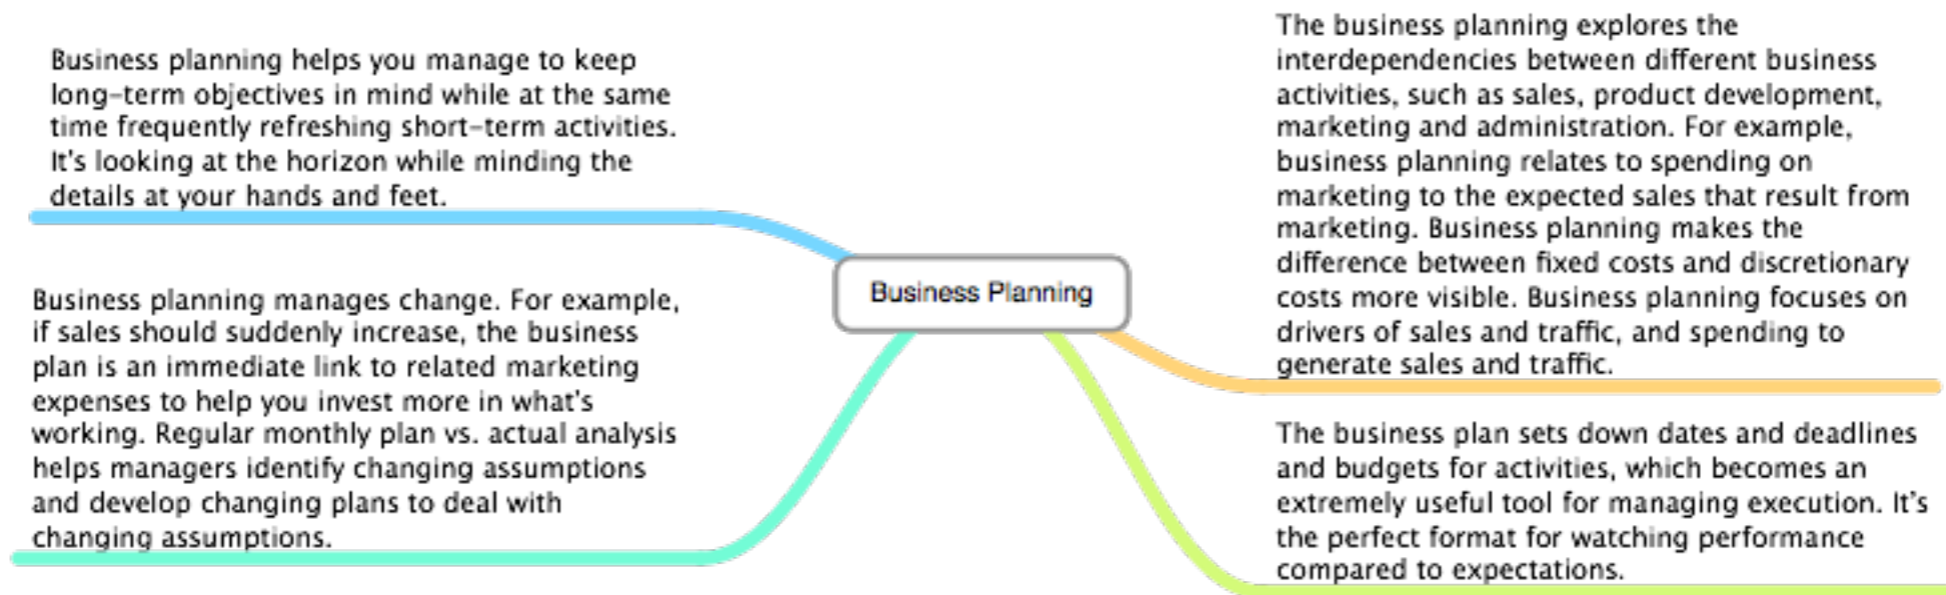 Business planning helps you manage to keep
long-term objectives in mind while at the same
time frequently refreshing short-term activities.
It's looking at the horizon while minding the
details at your hands and feet.
Business planning manages change. For example,
if sales should suddenly increase, the business
plan is an immediate link to related marketing
expenses to help you invest more in what's
working. Regular monthly plan vs. actual analysis
helps managers identify changing assumptions
and develop changing plans to deal with
changing assumptions.
Business Planning
The business planning explores the
interdependencies between different business
activities, such as sales, product development,
marketing and administration. For example,
business planning relates to spending on
marketing to the expected sales that result from
marketing. Business planning makes the
difference between fixed costs and discretionary
costs more visible. Business planning focuses on
drivers of sales and traffic, and spending to
generate sales and traffic.
The business plan sets down dates and deadlines
and budgets for activities, which becomes an
extremely useful tool for managing execution. It's
the perfect format for watching performance
compared to expectations.